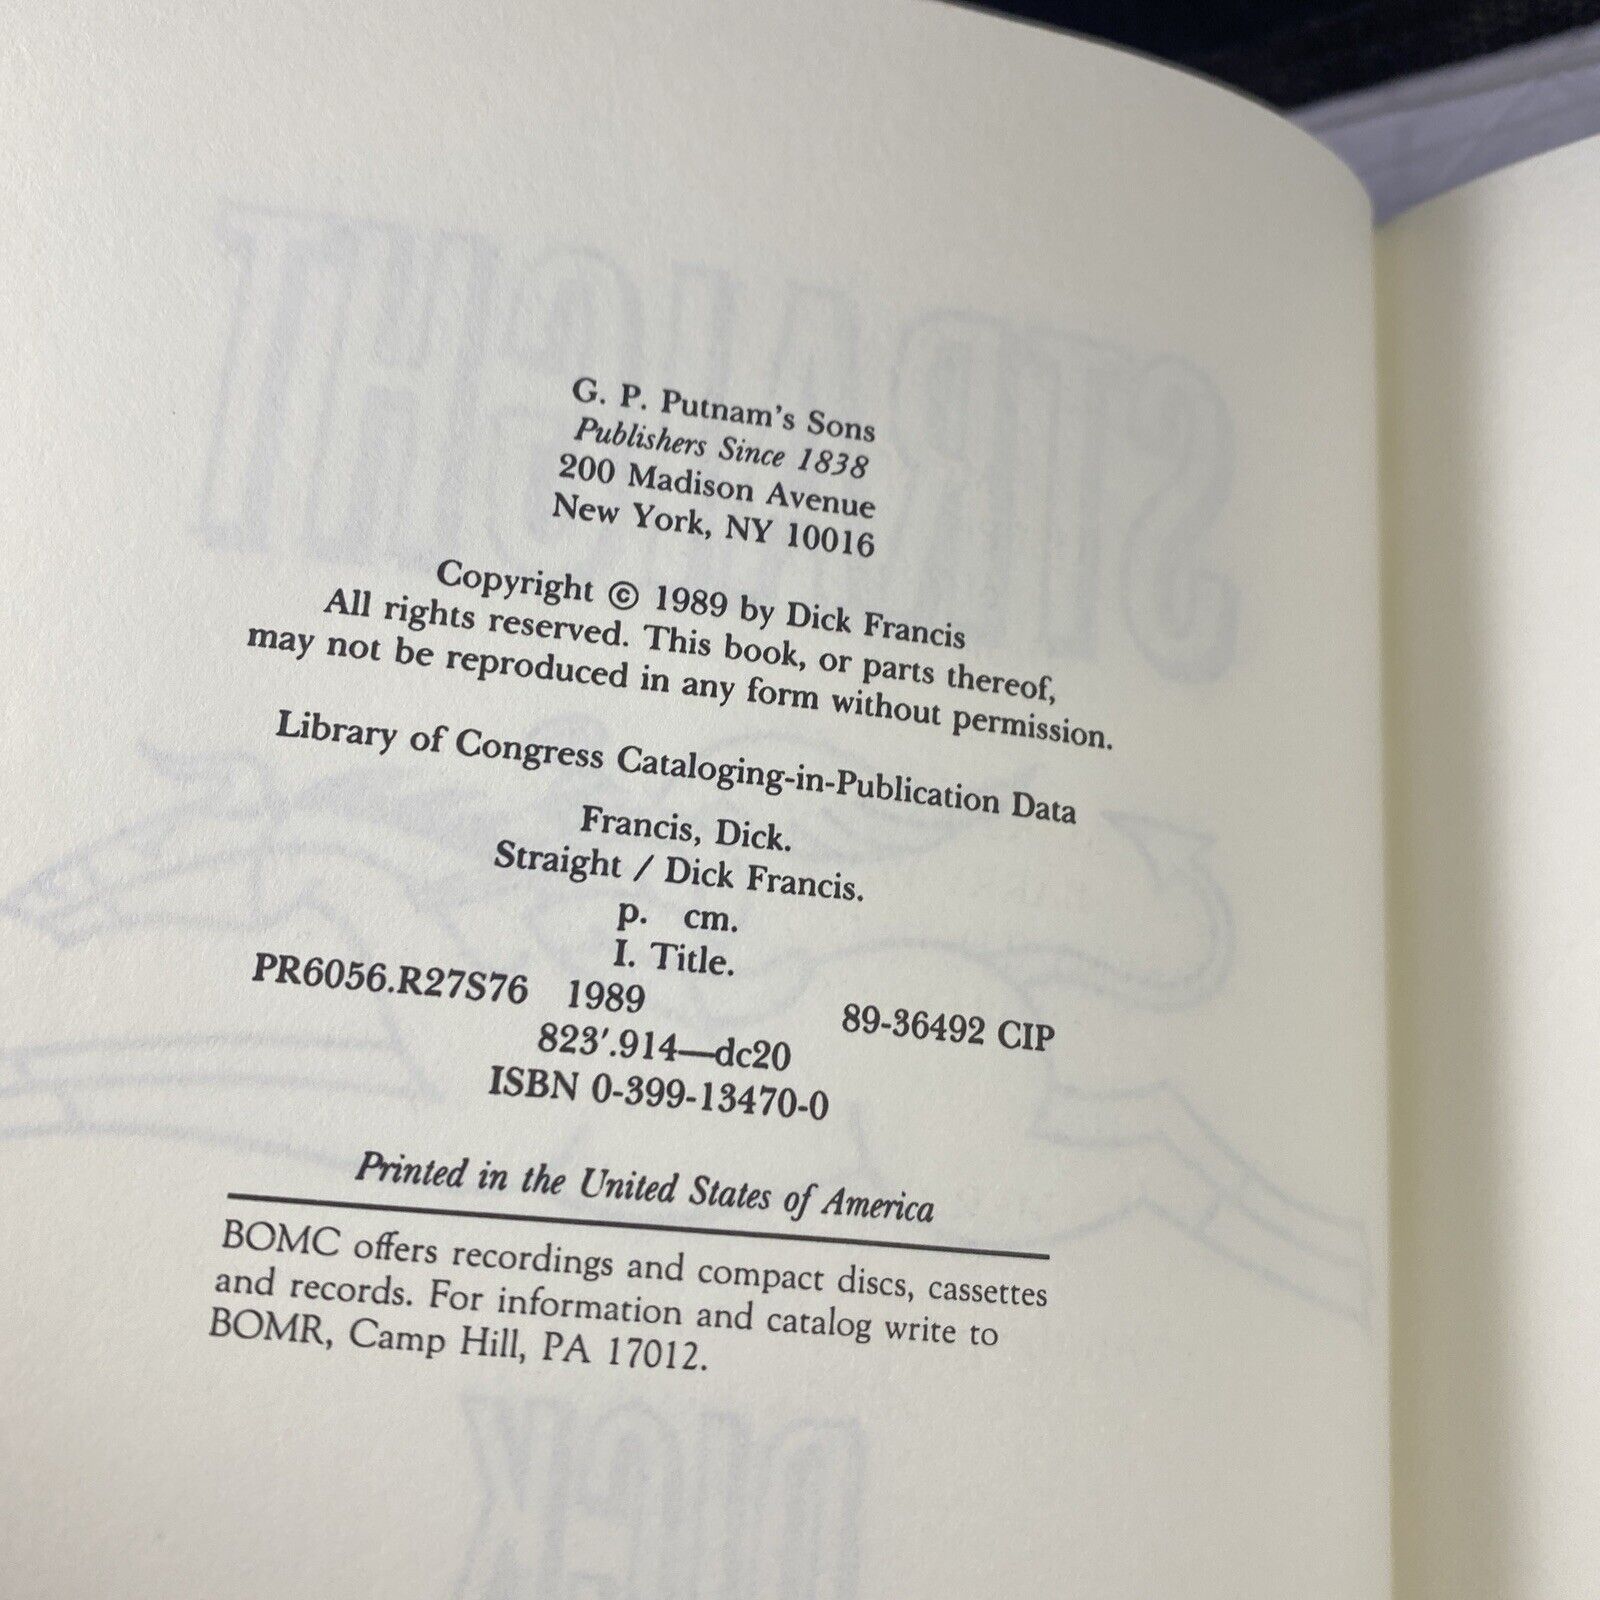 G. P. Putnam's Sons
Publishers Since 1838
200 Madison Avenue
New York, NY 10016
Copyright © 1989 by Dick Francis
All rights reserved. This book, or parts thereof,
may not be reproduced in any form without permission.
Library of Congress Cataloging-in-Publication Data
Francis, Dick.
Straight / Dick Francis.
p. cm.
I. Title.
PR6056.R27S76 1989 89-36492 CIP
823′.914—dc20
ISBN 0-399-13470-0
Printed in the United States of America
BOMC offers recordings and compact discs, cassettes
and records. For information and catalog write to
BOMR, Camp Hill, PA 17012.
STRAIGHT
DICK